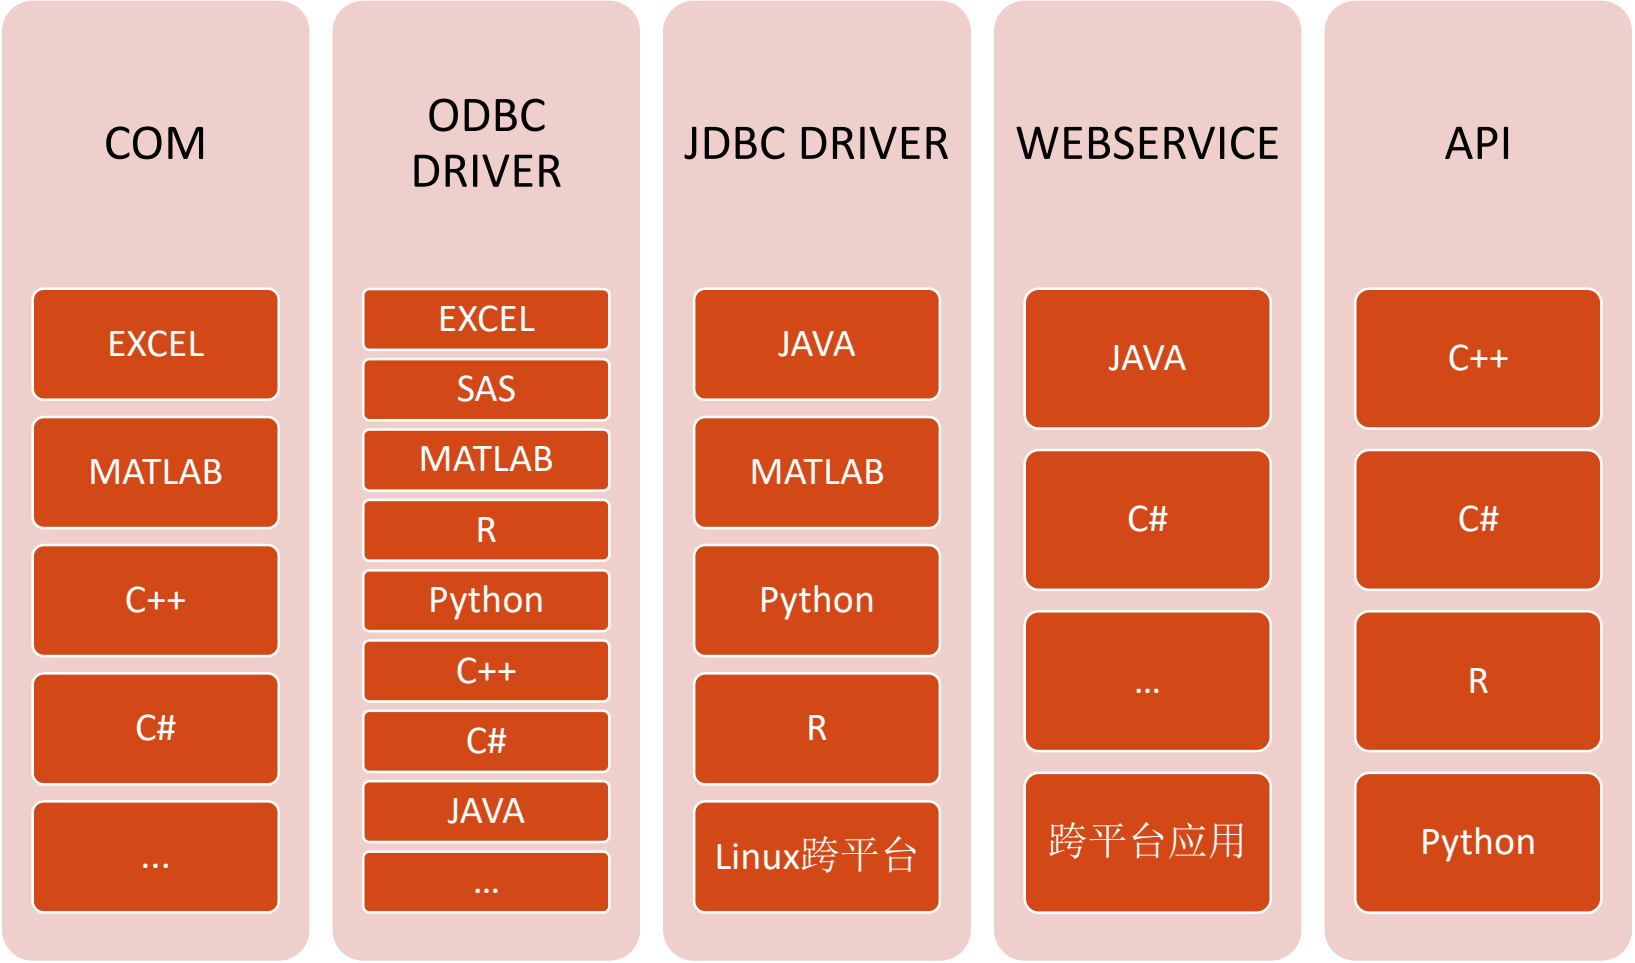 COM
EXCEL
MATLAB
C++
C#
...
ODBC
DRIVER
EXCEL
SAS
MATLAB
R
Python
C++
C#
JAVA
...
JDBC DRIVER
JAVA
MATLAB
Python
R
Linux跨平台
WEBSERVICE
JAVA
C#
...
跨平台应用
API
C++
C#
R
Python